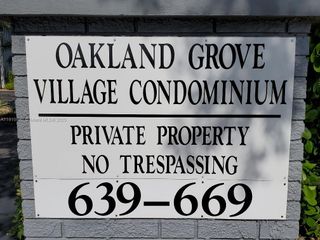 OAKLAND GROVE
VILLAGE CONDOMINIUM
PRIVATE PROPERTY
NO TRESPASSING
639-669